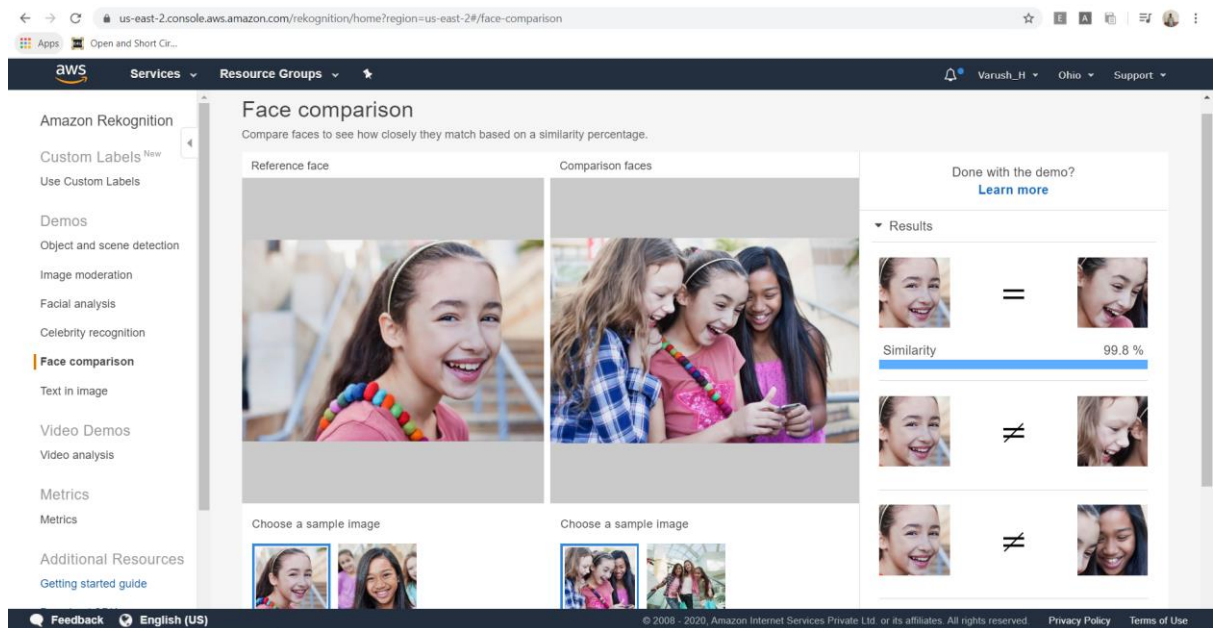 us-east-2.console.aws.amazon.com/rekognition/home?region=us-east-2#/face-comparison
Apps Open and Short Cir...
aws Services Resource Groups Varush_H Ohio Support
Amazon Rekognition
Custom Labels New
Use Custom Labels
Demos
Object and scene detection
Image moderation
Facial analysis
Celebrity recognition
Face comparison
Text in image
Video Demos
Video analysis
Metrics
Metrics
Additional Resources
Getting started guide
Face comparison
Compare faces to see how closely they match based on a similarity percentage.
Reference face
Comparison faces
Choose a sample image
Choose a sample image
Done with the demo?
Learn more
Results
=
Similarity 99.8 %
≠
≠
Feedback English (US) © 2008 - 2020, Amazon Internet Services Private Ltd. or its affiliates. All rights reserved. Privacy Policy Terms of Use